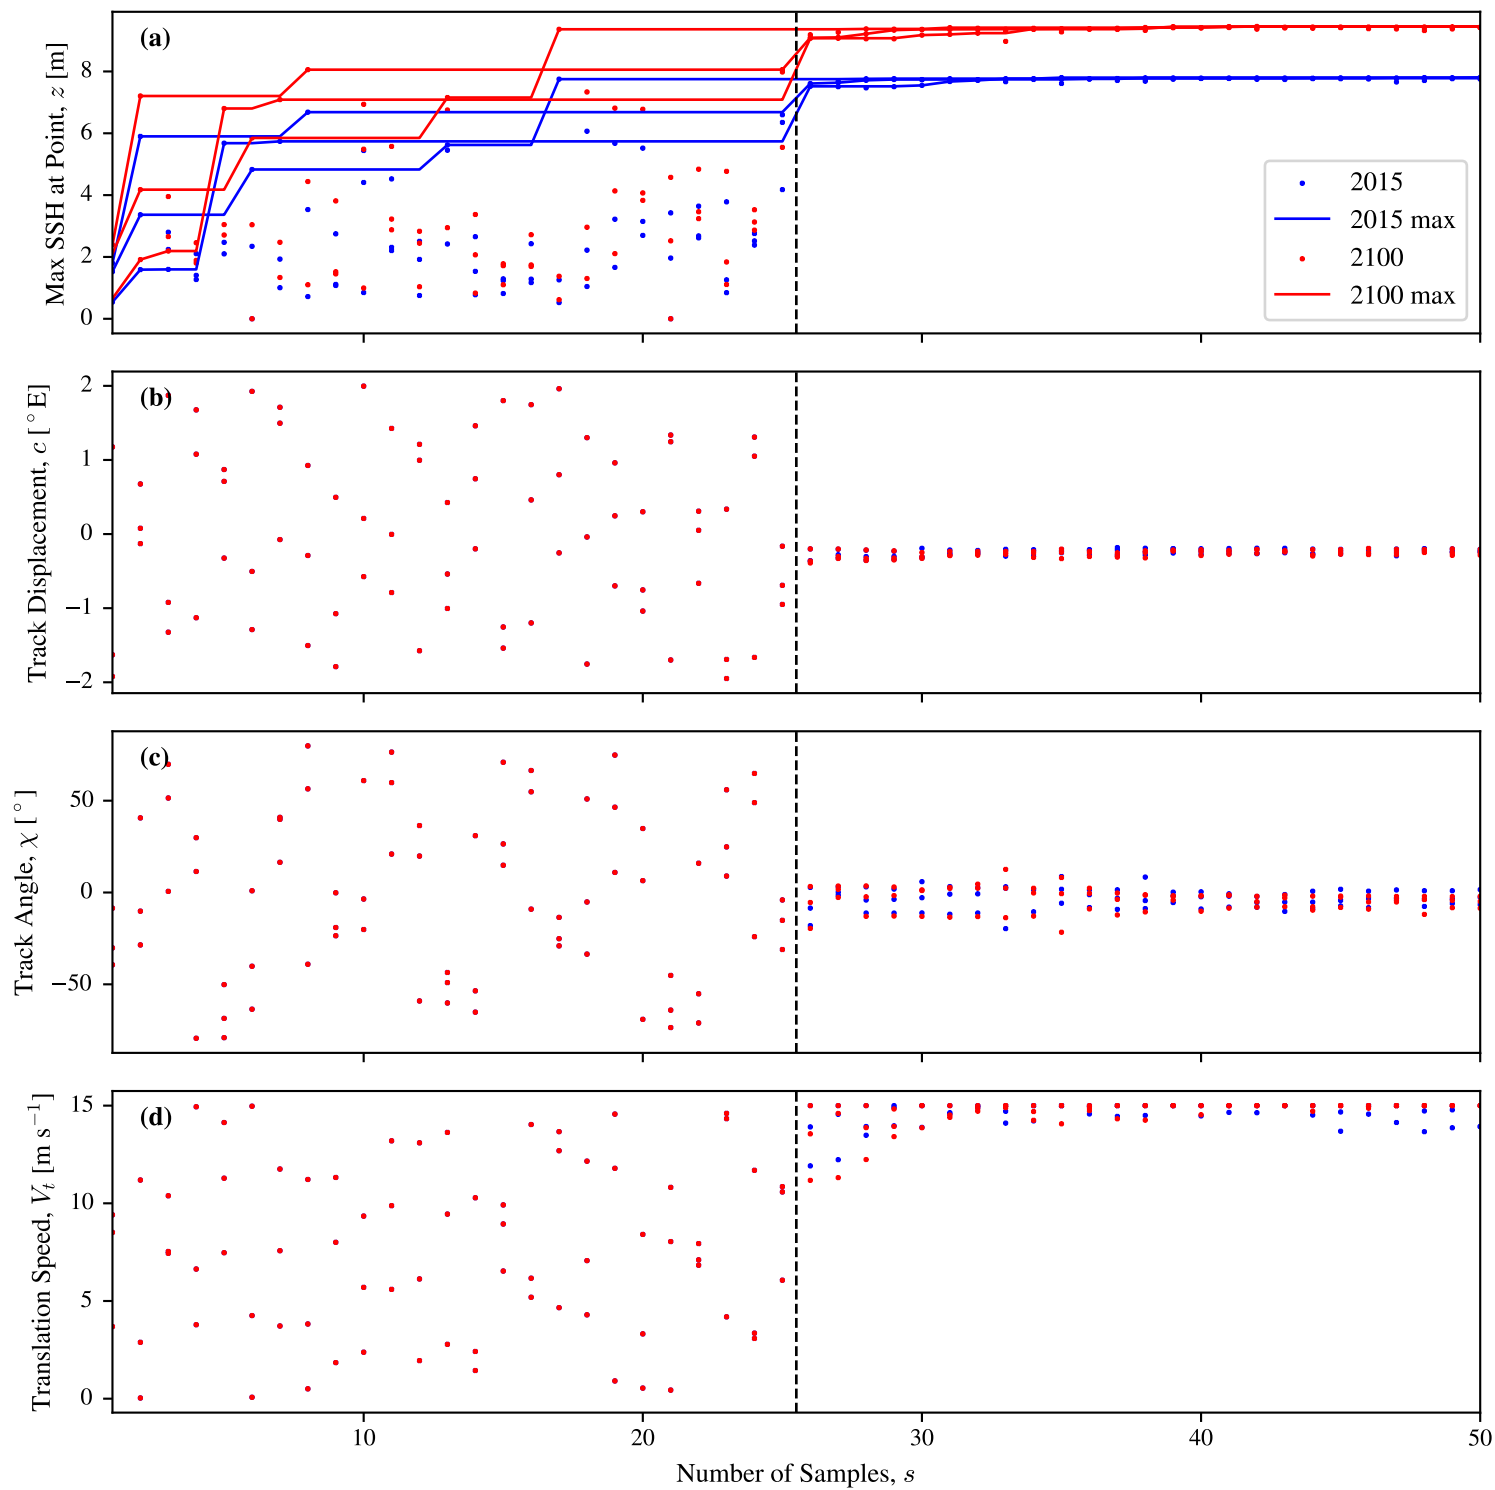 (a)
Max SSH at Point, z [m]
8
6
4
2
0
2015
2015 max
2100
2100 max
(b)
Track Displacement, c [°E]
2
1
0
−1
−2
(c)
Track Angle, χ [°]
50
0
−50
(d)
Translation Speed, Vₜ [m s⁻¹]
15
10
5
0
10 20 30 40 50
Number of Samples, s